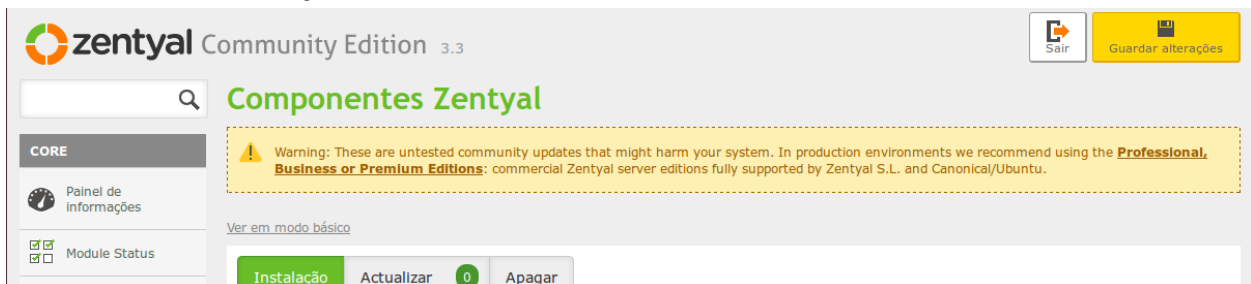 zentyal Community Edition 3.3
Sair
Guardar alterações
Componentes Zentyal
CORE
Warning: These are untested community updates that might harm your system. In production environments we recommend using the Professional,
Business or Premium Editions: commercial Zentyal server editions fully supported by Zentyal S.L. and Canonical/Ubuntu.
Painel de
informações
Ver em modo básico
Module Status
Instalação Actualizar 0 Apagar